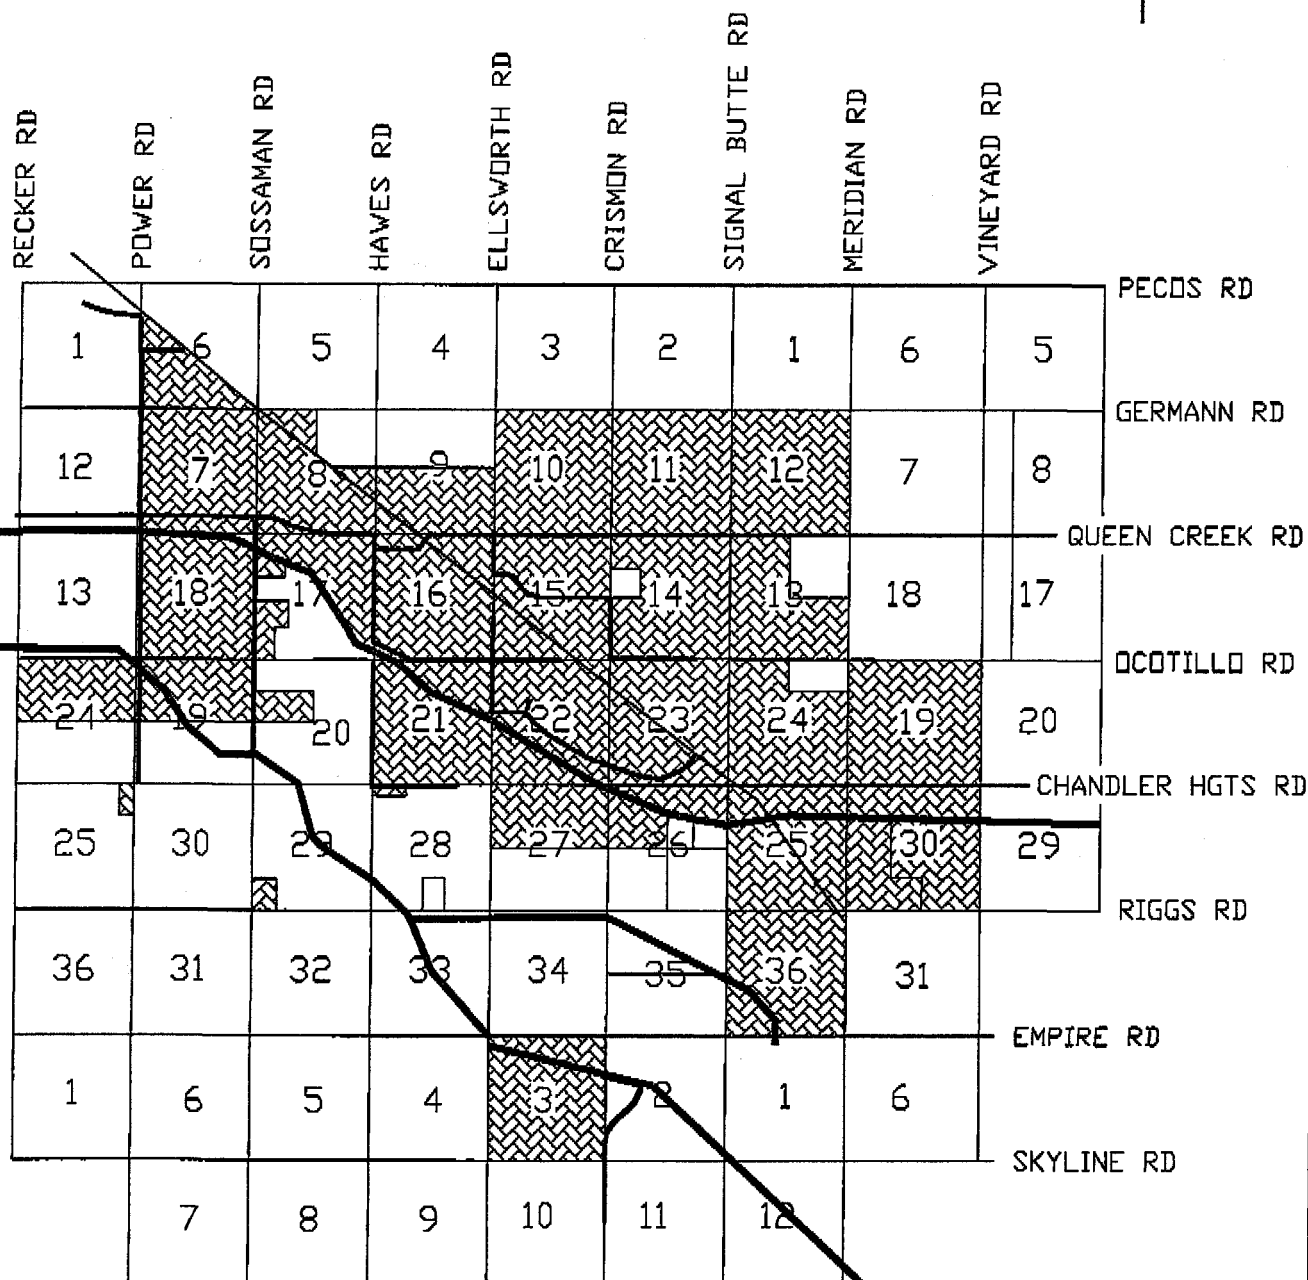 RECKER RD
POWER RD
SOSSAMAN RD
HAWES RD
ELLSWORTH RD
CRISMON RD
SIGNAL BUTTE RD
MERIDIAN RD
VINEYARD RD
PECOS RD
1 6 5 4 3 2 1 6 5
GERMANN RD
12 7 8 9 10 11 12 7 8
QUEEN CREEK RD
13 18 17 16 15 14 13 18 17
OCOTILLO RD
24 19 20 21 22 23 24 19 20
CHANDLER HGTS RD
25 30 29 28 27 26 25 30 29
RIGGS RD
36 31 32 33 34 35 36 31
EMPIRE RD
1 6 5 4 3 2 1 6
SKYLINE RD
7 8 9 10 11 12